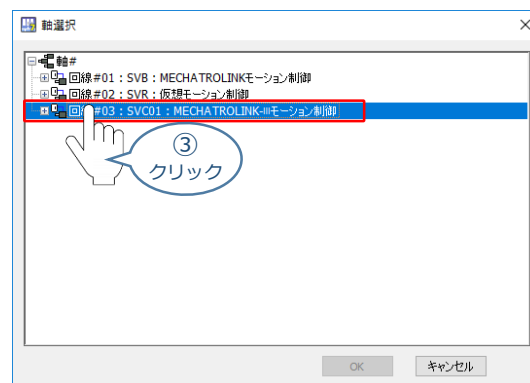 軸選択
軸#
回線#01：SVB：MECHATROLINKモーション制御
回線#02：SVR：仮想モーション制御
回線#03：SVC01：MECHATROLINK-Ⅲモーション制御
③
クリック
OK
キャンセル